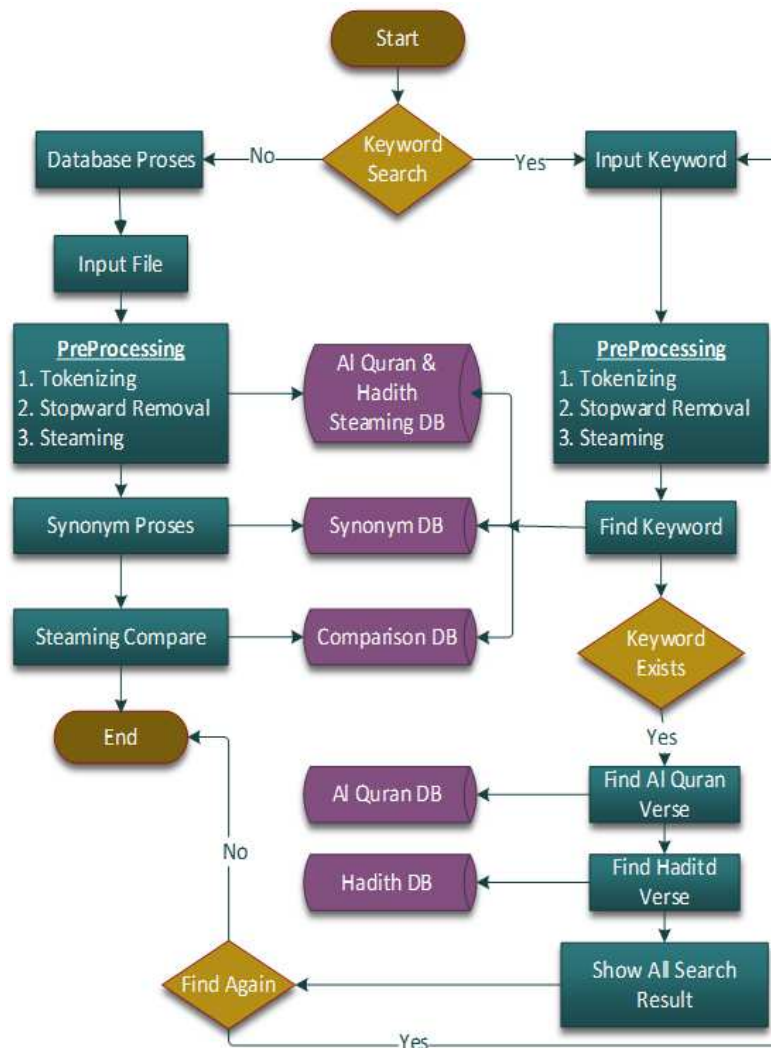 Start
Keyword
Search
No
Yes
Database Proses
Input Keyword
Input File
PreProcessing
1. Tokenizing
2. Stopward Removal
3. Steaming
Al Quran &
Hadith
Steaming DB
PreProcessing
1. Tokenizing
2. Stopward Removal
3. Steaming
Synonym Proses
Synonym DB
Find Keyword
Steaming Compare
Comparison DB
Keyword
Exists
End
Yes
Al Quran DB
Find Al Quran
Verse
No
Hadith DB
Find Haditd
Verse
Find Again
Show All Search
Result
Yes